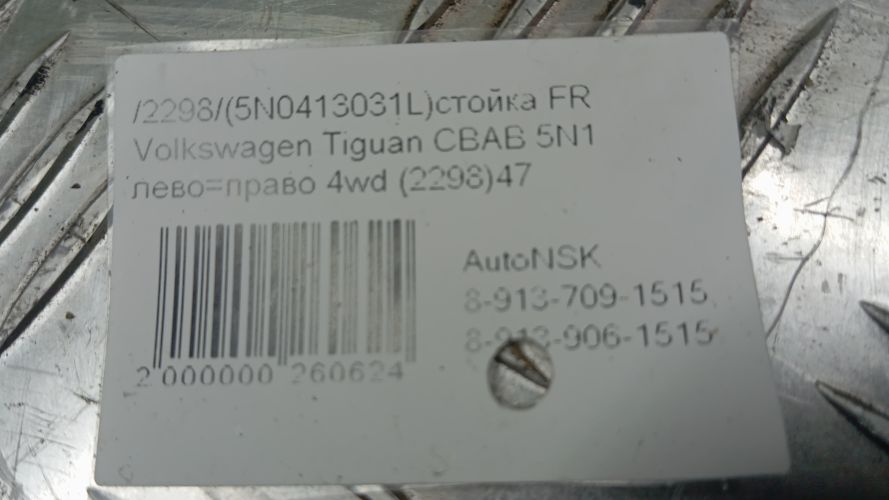 /2298/(5N0413031L)стойка FR
Volkswagen Tiguan CBAB 5N1
лево=право 4wd (2298)47
AutoNSK
8-913-709-1515,
8-913-906-1515
2 000000 260624